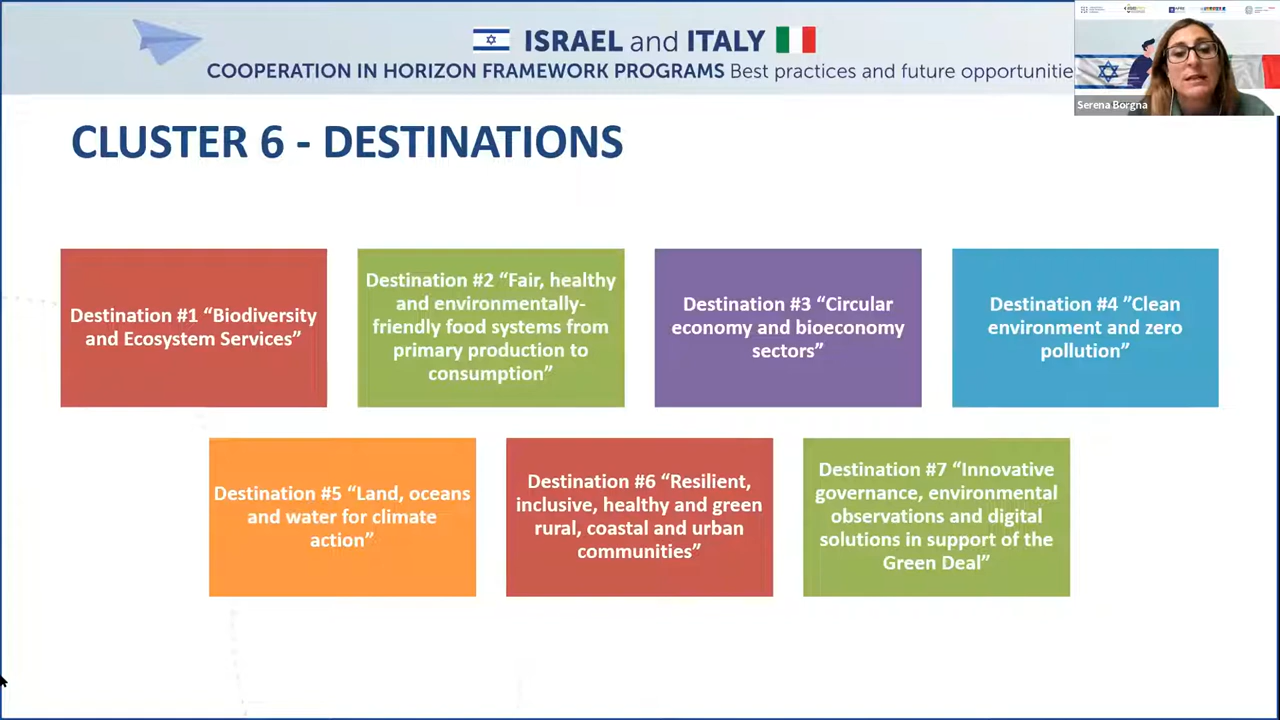 ISRAEL and ITALY
COOPERATION IN HORIZON FRAMEWORK PROGRAMS Best practices and future opportunitie
Serena Borgna
CLUSTER 6 - DESTINATIONS
Destination #1 “Biodiversity
and Ecosystem Services”
Destination #2 “Fair, healthy
and environmentally-
friendly food systems from
primary production to
consumption”
Destination #3 “Circular
economy and bioeconomy
sectors”
Destination #4 ”Clean
environment and zero
pollution”
Destination #5 “Land, oceans
and water for climate
action”
Destination #6 “Resilient,
inclusive, healthy and green
rural, coastal and urban
communities”
Destination #7 “Innovative
governance, environmental
observations and digital
solutions in support of the
Green Deal”